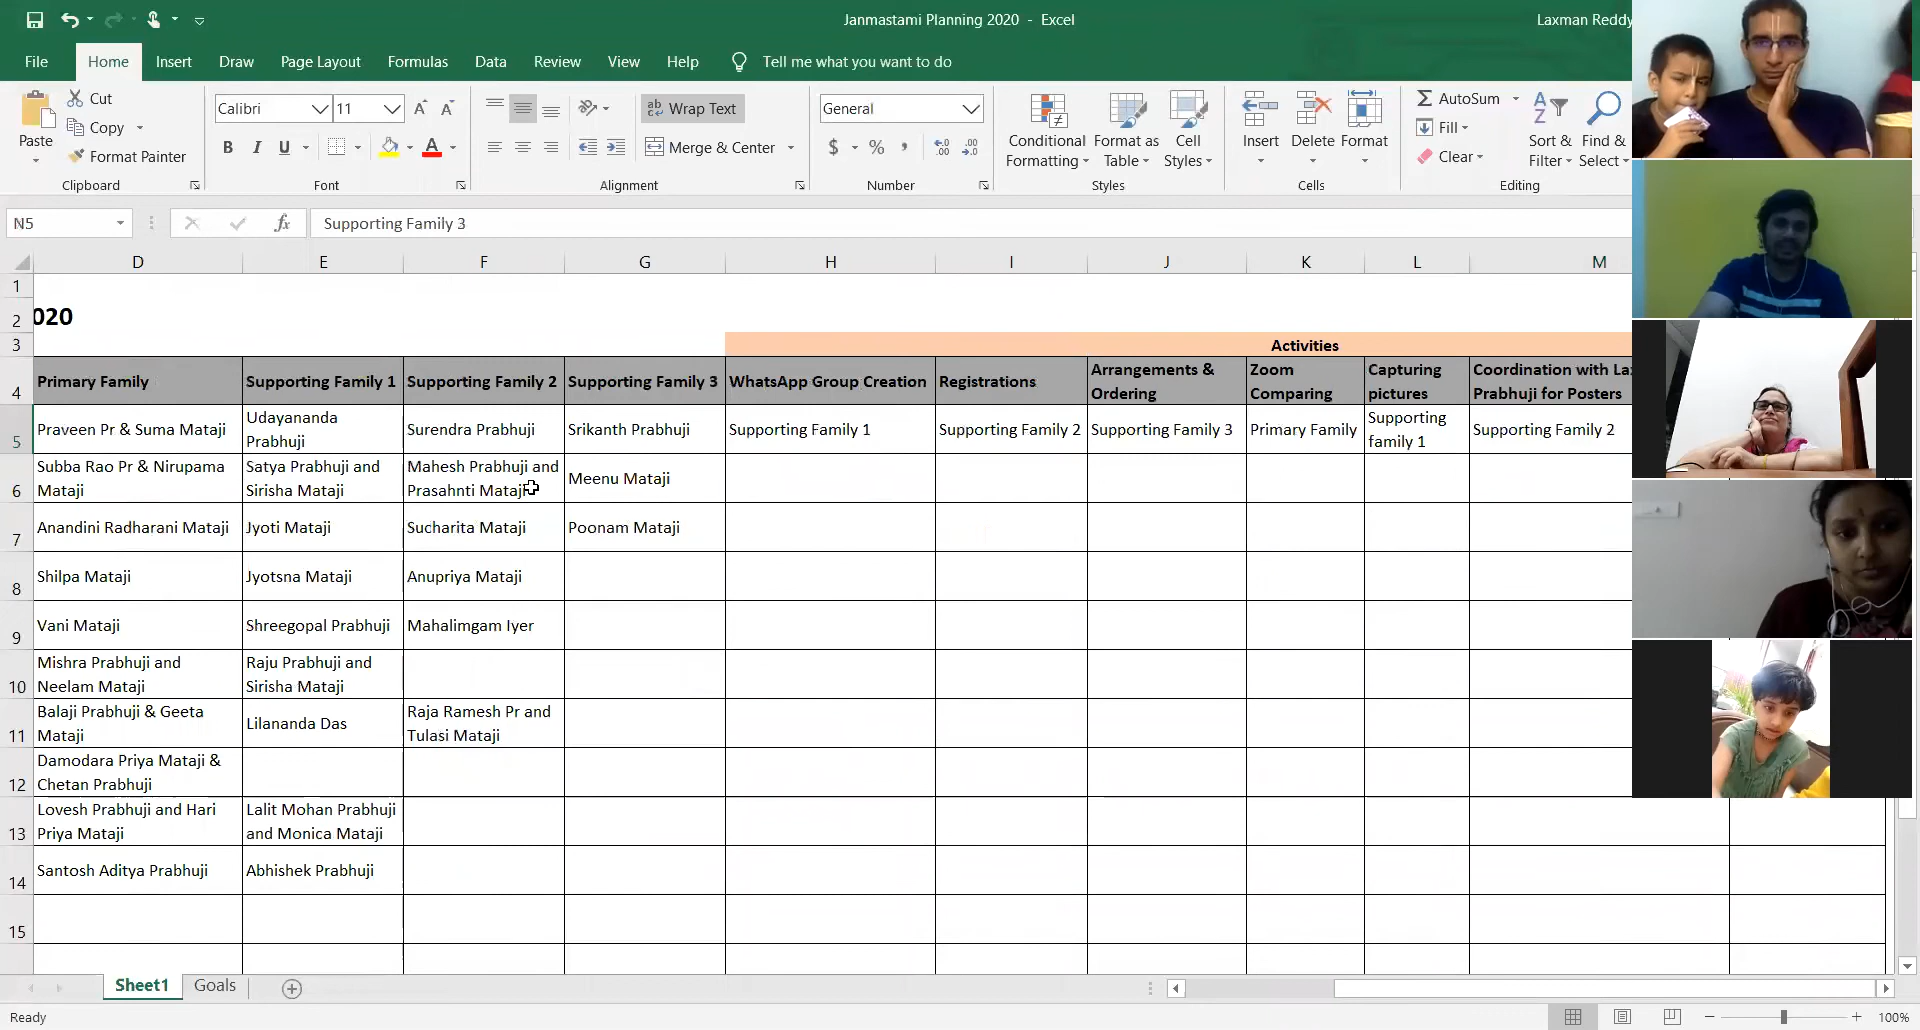 Janmastami Planning 2020 - Excel
Laxman Reddy
File Home Insert Draw Page Layout Formulas Data Review View Help Tell me what you want to do
Paste
Cut
Copy
Format Painter
Clipboard
Calibri 11
B I U
Font
Wrap Text
Merge & Center
Alignment
General
$ %
Number
Conditional Formatting
Format as Table
Cell Styles
Styles
Insert Delete Format
Cells
AutoSum
Fill
Clear
Sort & Filter
Find & Select
Editing
N5 fx Supporting Family 3
D E F G H I J K L M
1
2 020
3 Activities
4 Primary Family Supporting Family 1 Supporting Family 2 Supporting Family 3 WhatsApp Group Creation Registrations Arrangements & Ordering Zoom Comparing Capturing pictures Coordination with Prabhuji for Posters
5 Praveen Pr & Suma Mataji Udayananda Prabhuji Surendra Prabhuji Srikanth Prabhuji Supporting Family 1 Supporting Family 2 Supporting Family 3 Primary Family Supporting family 1 Supporting Family 2
6 Subba Rao Pr & Nirupama Mataji Satya Prabhuji and Sirisha Mataji Mahesh Prabhuji and Prasahnti Mataji Meenu Mataji
7 Anandini Radharani Mataji Jyoti Mataji Sucharita Mataji Poonam Mataji
8 Shilpa Mataji Jyotsna Mataji Anupriya Mataji
9 Vani Mataji Shreegopal Prabhuji Mahalimgam Iyer
10 Mishra Prabhuji and Neelam Mataji Raju Prabhuji and Sirisha Mataji
11 Balaji Prabhuji & Geeta Mataji Lilananda Das Raja Ramesh Pr and Tulasi Mataji
12 Damodara Priya Mataji & Chetan Prabhuji
13 Lovesh Prabhuji and Hari Priya Mataji Lalit Mohan Prabhuji and Monica Mataji
14 Santosh Aditya Prabhuji Abhishek Prabhuji
15
Sheet1 Goals
Ready
100%